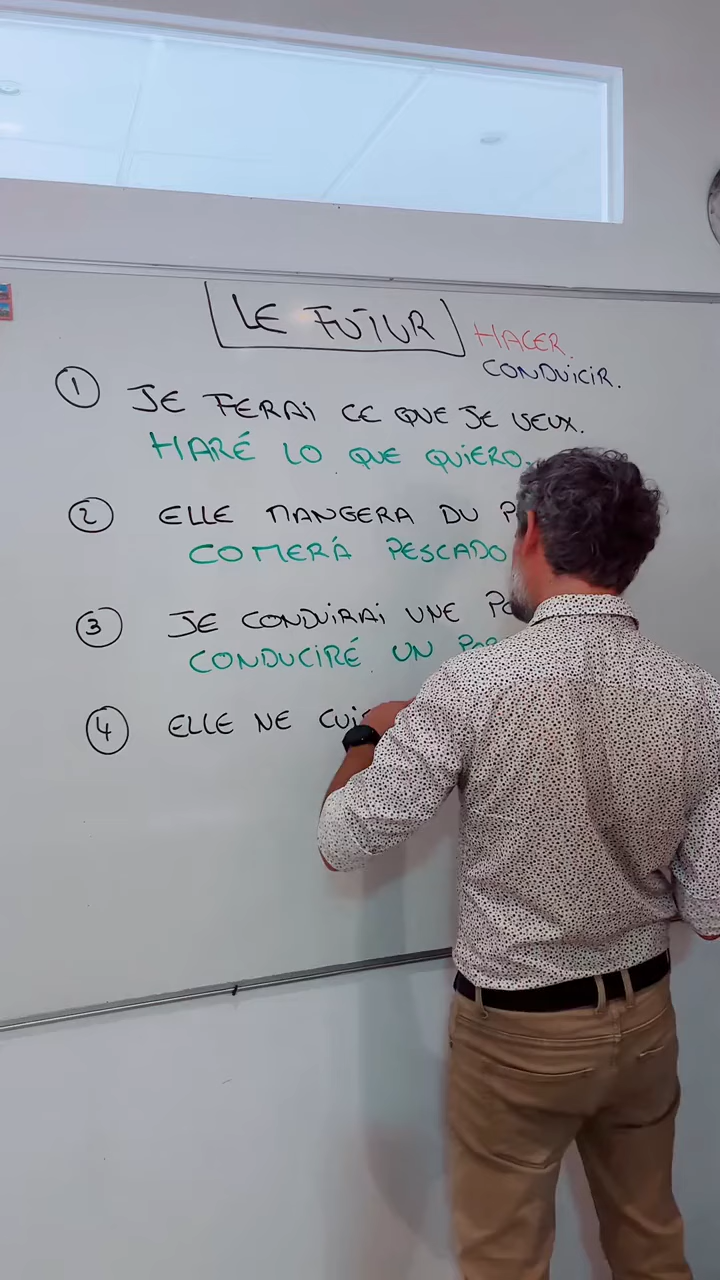 LE FUTUR
HACER.
CONDUICIR.
1 JE FERAI CE QUE JE VEUX.
HARÉ LO QUE QUIERO.
2 ELLE MANGERA DU
COMERÁ PESCADO
3 JE CONDUIRAI UNE
CONDUCIRÉ UN
4 ELLE NE